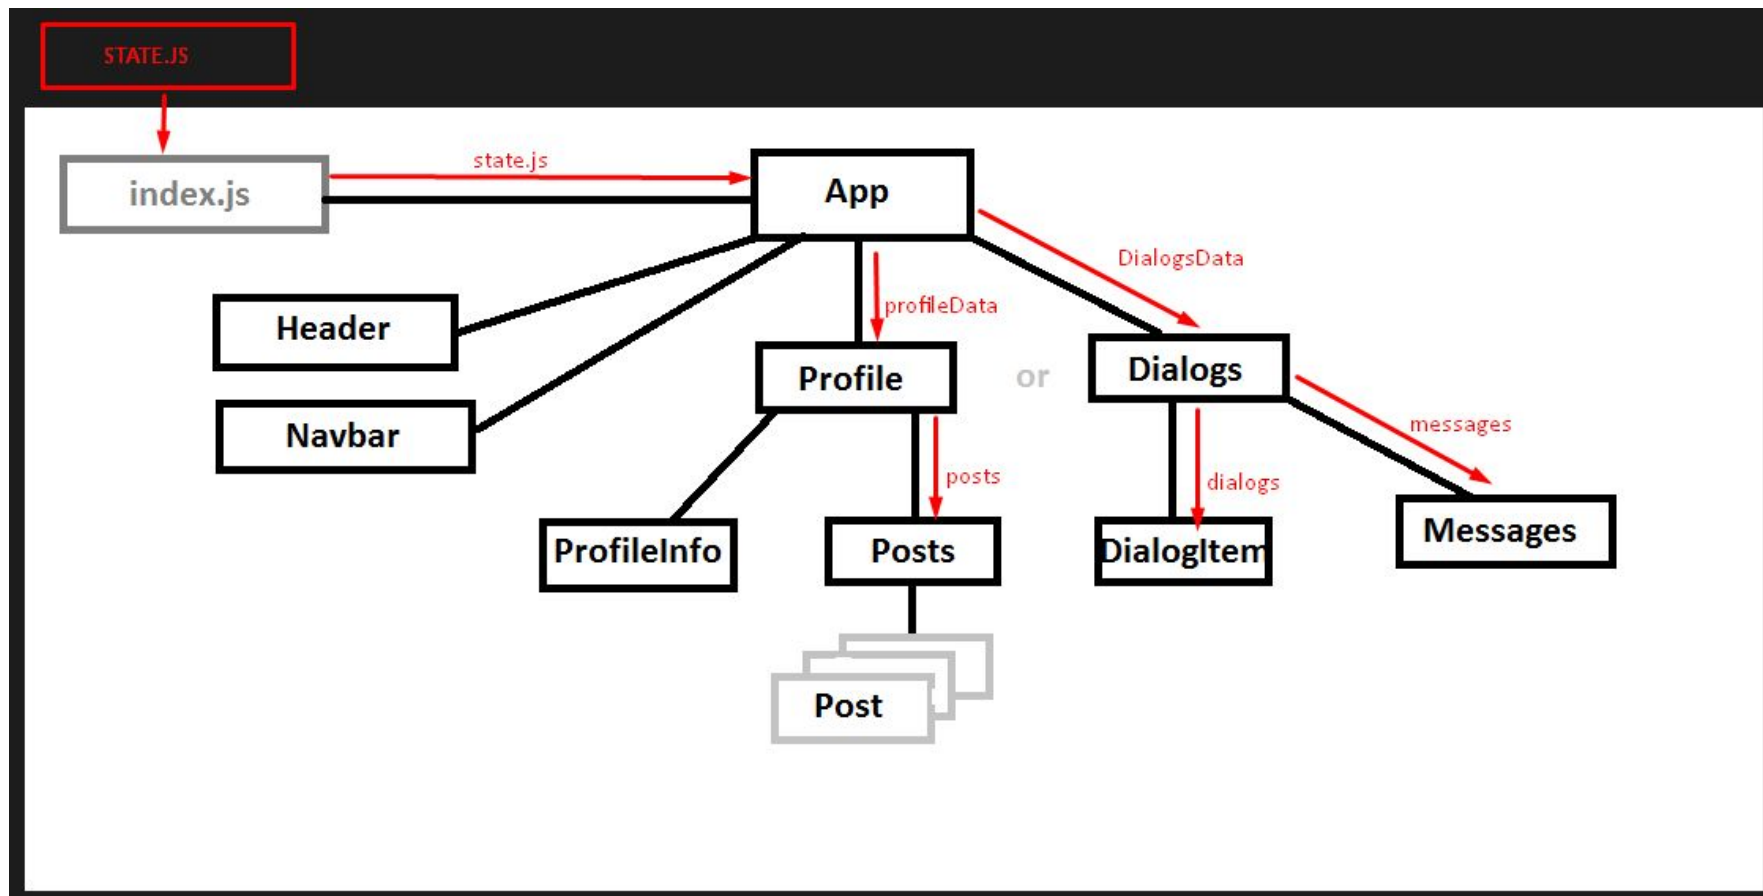 STATE.JS
index.js
state.js
App
DialogsData
Header
profileData
Navbar
Profile
or
Dialogs
posts
dialogs
messages
ProfileInfo
Posts
DialogItem
Messages
Post